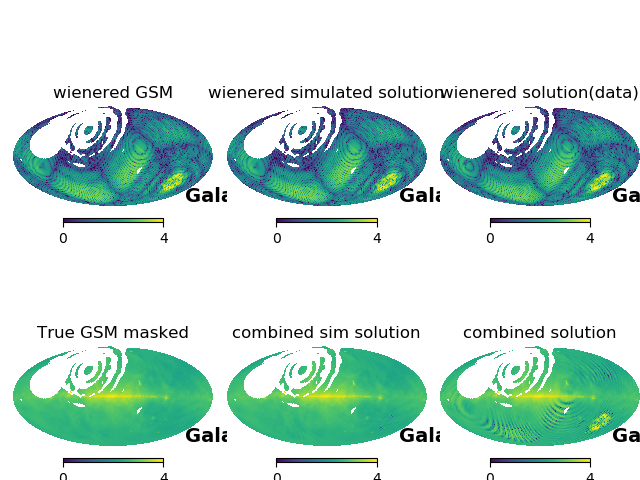 wienered GSM
wienered simulated solution
wienered solution(data)
Gala
Gala
Ga
0 4
0 4
0 4
True GSM masked
combined sim solution
combined solution
Gala
Gala
Ga
0 4
0 4
0 4